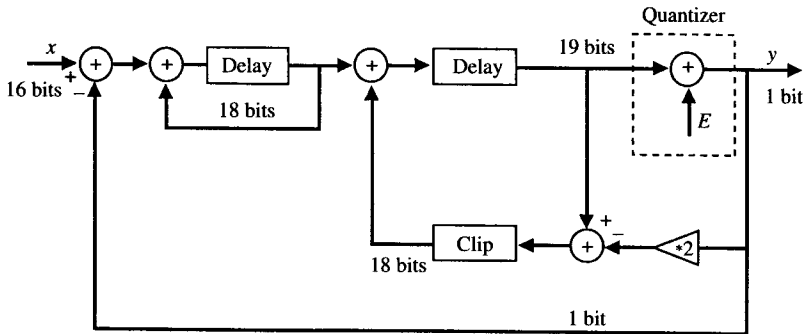 Quantizer
x
19 bits
y
+
+
Delay
+
Delay
+
+
16 bits
−
1 bit
18 bits
E
+
−
Clip
+
*2
18 bits
1 bit